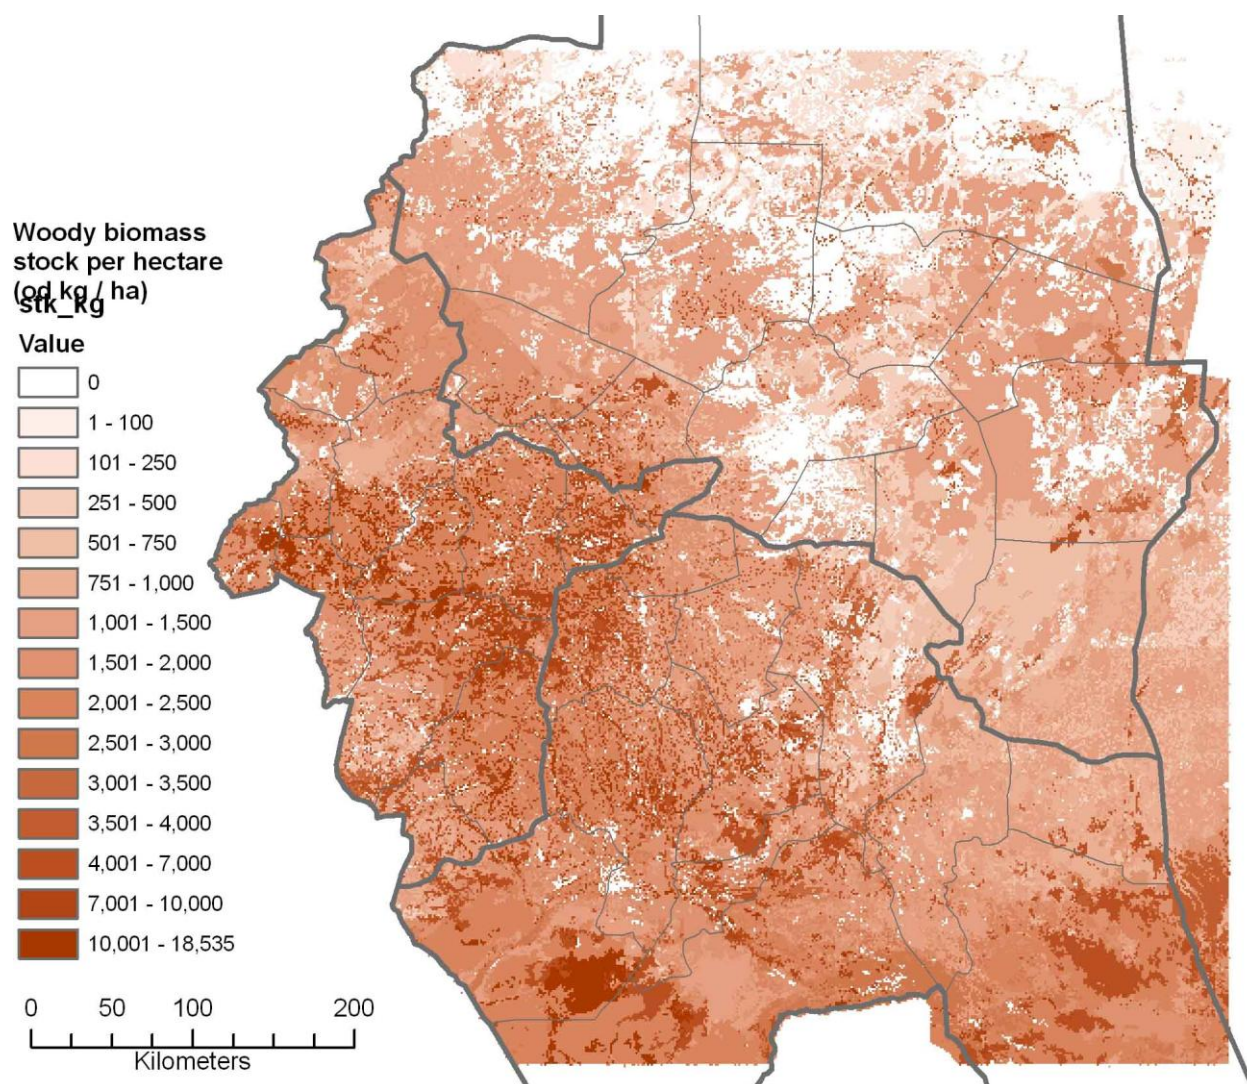 Woody biomass
stock per hectare
(od kg / ha)
stk_kg
Value
0
1 - 100
101 - 250
251 - 500
501 - 750
751 - 1,000
1,001 - 1,500
1,501 - 2,000
2,001 - 2,500
2,501 - 3,000
3,001 - 3,500
3,501 - 4,000
4,001 - 7,000
7,001 - 10,000
10,001 - 18,535
0 50 100 200
Kilometers